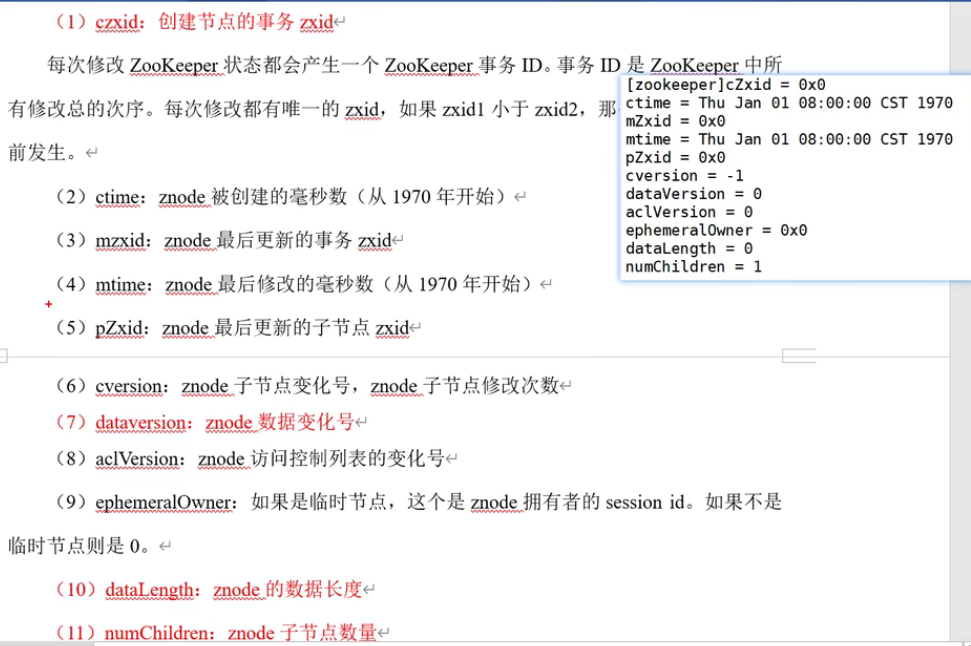 （1）czxid：创建节点的事务 zxid↵
每次修改 ZooKeeper 状态都会产生一个 ZooKeeper 事务 ID。事务 ID 是 ZooKeeper 中所
有修改总的次序。每次修改都有唯一的 zxid，如果 zxid1 小于 zxid2，那
前发生。↵
（2）ctime：znode 被创建的毫秒数（从 1970 年开始）↵
（3）mzxid：znode 最后更新的事务 zxid↵
（4）mtime：znode 最后修改的毫秒数（从 1970 年开始）↵
（5）pZxid：znode 最后更新的子节点 zxid↵
（6）cversion：znode 子节点变化号，znode 子节点修改次数↵
（7）dataversion：znode 数据变化号↵
（8）aclVersion：znode 访问控制列表的变化号↵
（9）ephemeralOwner：如果是临时节点，这个是 znode 拥有者的 session id。如果不是
临时节点则是 0。↵
（10）dataLength：znode 的数据长度↵
（11）numChildren：znode 子节点数量↵
[zookeeper]cZxid = 0x0
ctime = Thu Jan 01 08:00:00 CST 1970
mZxid = 0x0
mtime = Thu Jan 01 08:00:00 CST 1970
pZxid = 0x0
cversion = -1
dataVersion = 0
aclVersion = 0
ephemeralOwner = 0x0
dataLength = 0
numChildren = 1